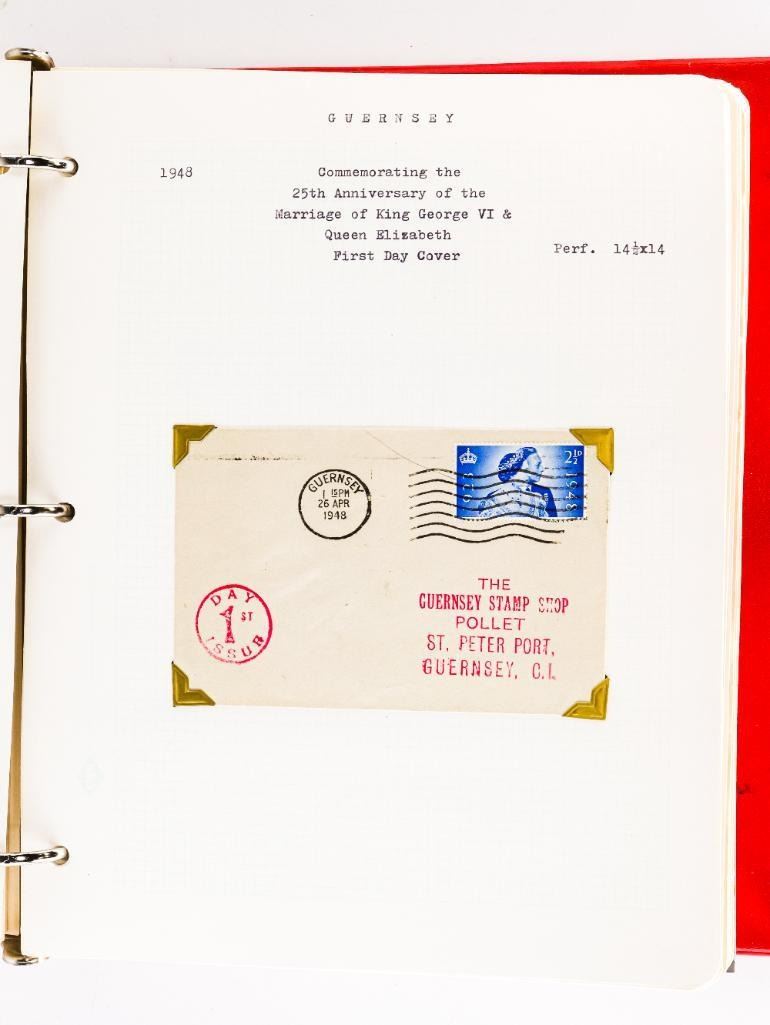 GUERNSEY
1948
Commemorating the
25th Anniversary of the
Marriage of King George VI &
Queen Elizabeth
First Day Cover
Perf. 14½x14
GUERNSEY
1 15PM
26 APR
1948
2½D
1923
1948
DAY
1ST
ISSUE
THE
GUERNSEY STAMP SHOP
POLLET
ST. PETER PORT,
GUERNSEY, C.I.